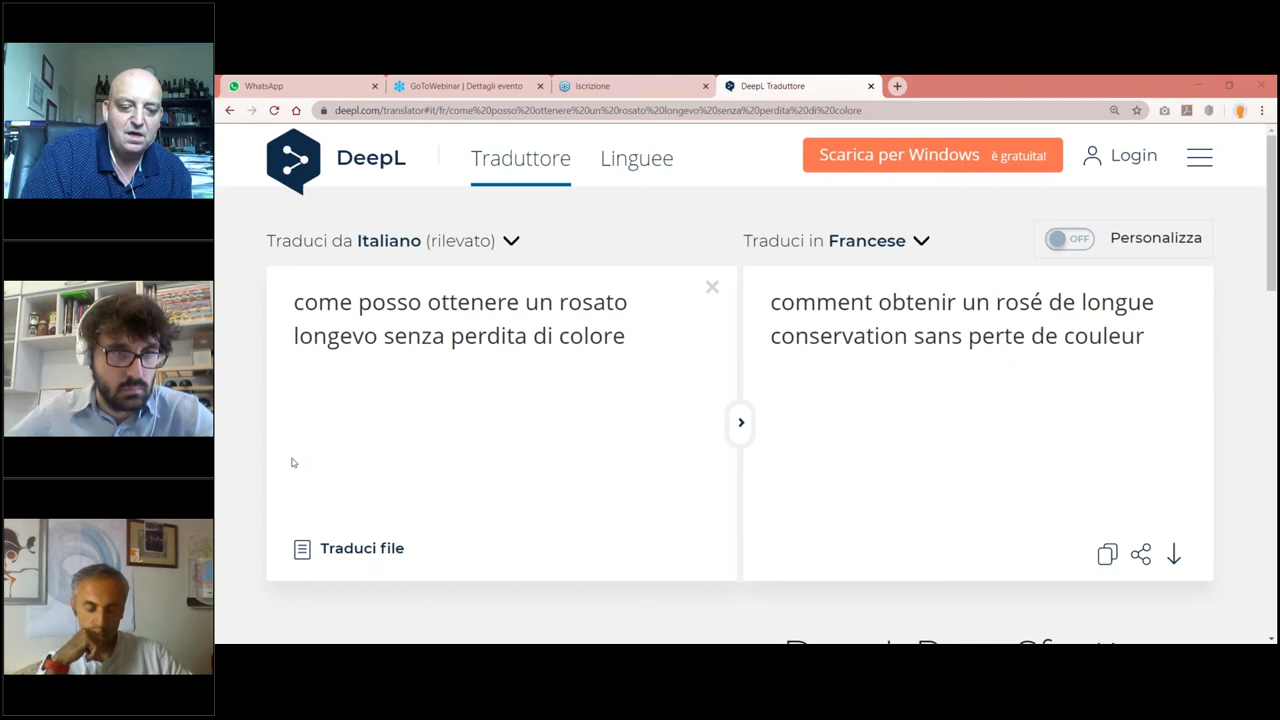 WhatsApp
GoToWebinar | Dettagli evento
Iscrizione
DeepL Traduttore
deepl.com/translator#it/fr/come%20posso%20ottenere%20un%20rosato%20longevo%20senza%20perdita%20di%20colore
DeepL
Traduttore
Linguee
Scarica per Windows è gratuita!
Login
Traduci da Italiano (rilevato)
Traduci in Francese
OFF
Personalizza
come posso ottenere un rosato
longevo senza perdita di colore
comment obtenir un rosé de longue
conservation sans perte de couleur
Traduci file